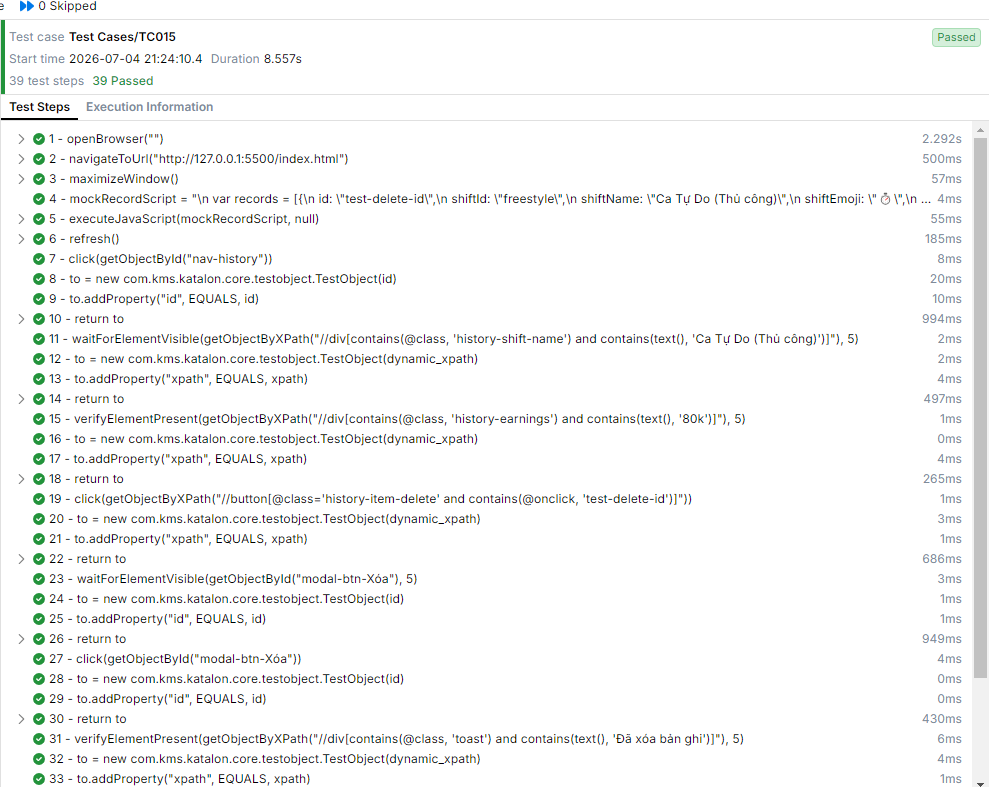 e 0 Skipped
Test case Test Cases/TC015 Passed
Start time 2026-07-04 21:24:10.4 Duration 8.557s
39 test steps 39 Passed
Test Steps Execution Information
1 - openBrowser("") 2.292s
2 - navigateToUrl("http://127.0.0.1:5500/index.html") 500ms
3 - maximizeWindow() 57ms
4 - mockRecordScript = "\n var records = [{\n id: \"test-delete-id\",\n shiftId: \"freestyle\",\n shiftName: \"Ca Tự Do (Thủ công)\",\n shiftEmoji: \"⏱\",\n ... 4ms
5 - executeJavaScript(mockRecordScript, null) 55ms
6 - refresh() 185ms
7 - click(getObjectById("nav-history")) 8ms
8 - to = new com.kms.katalon.core.testobject.TestObject(id) 20ms
9 - to.addProperty("id", EQUALS, id) 10ms
10 - return to 994ms
11 - waitForElementVisible(getObjectByXPath("//div[contains(@class, 'history-shift-name') and contains(text(), 'Ca Tự Do (Thủ công)')]"), 5) 2ms
12 - to = new com.kms.katalon.core.testobject.TestObject(dynamic_xpath) 2ms
13 - to.addProperty("xpath", EQUALS, xpath) 4ms
14 - return to 497ms
15 - verifyElementPresent(getObjectByXPath("//div[contains(@class, 'history-earnings') and contains(text(), '80k')]"), 5) 1ms
16 - to = new com.kms.katalon.core.testobject.TestObject(dynamic_xpath) 0ms
17 - to.addProperty("xpath", EQUALS, xpath) 4ms
18 - return to 265ms
19 - click(getObjectByXPath("//button[@class='history-item-delete' and contains(@onclick, 'test-delete-id')]")) 1ms
20 - to = new com.kms.katalon.core.testobject.TestObject(dynamic_xpath) 3ms
21 - to.addProperty("xpath", EQUALS, xpath) 1ms
22 - return to 686ms
23 - waitForElementVisible(getObjectById("modal-btn-Xóa"), 5) 3ms
24 - to = new com.kms.katalon.core.testobject.TestObject(id) 1ms
25 - to.addProperty("id", EQUALS, id) 1ms
26 - return to 949ms
27 - click(getObjectById("modal-btn-Xóa")) 4ms
28 - to = new com.kms.katalon.core.testobject.TestObject(id) 0ms
29 - to.addProperty("id", EQUALS, id) 0ms
30 - return to 430ms
31 - verifyElementPresent(getObjectByXPath("//div[contains(@class, 'toast') and contains(text(), 'Đã xóa bản ghi')]"), 5) 6ms
32 - to = new com.kms.katalon.core.testobject.TestObject(dynamic_xpath) 4ms
33 - to.addProperty("xpath", EQUALS, xpath) 1ms